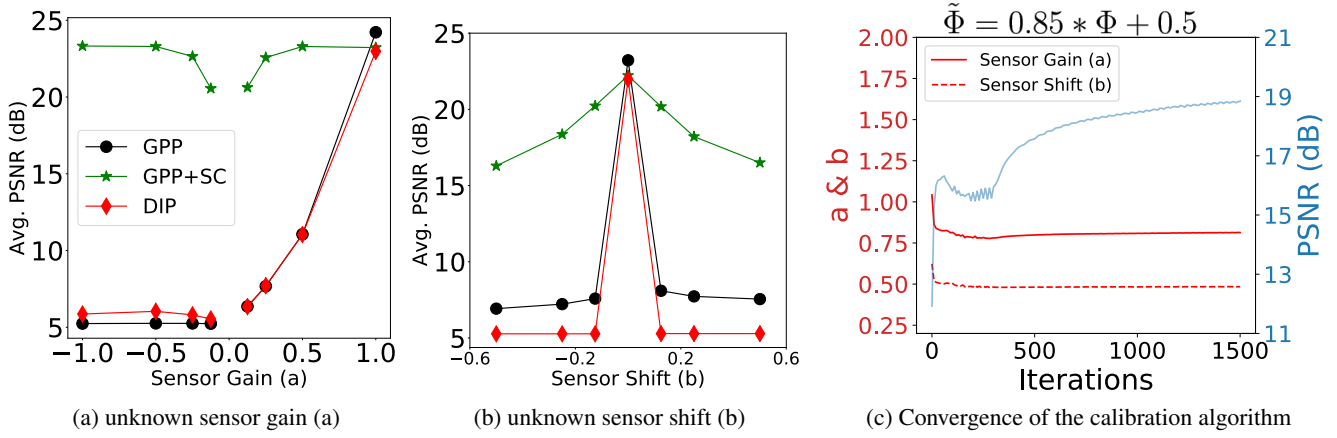 25
20
15
10
5
Avg. PSNR (dB)
GPP
GPP+SC
DIP
−1.0 −0.5 0.0 0.5 1.0
Sensor Gain (a)
(a) unknown sensor gain (a)
25
20
15
10
5
Avg. PSNR (dB)
−0.6 −0.2 0.2 0.6
Sensor Shift (b)
(b) unknown sensor shift (b)
Φ̃ = 0.85 ∗ Φ + 0.5
2.00
1.75
1.50
1.25
1.00
0.75
0.50
0.25
a & b
Sensor Gain (a)
Sensor Shift (b)
21
19
17
15
13
11
PSNR (dB)
0 500 1000 1500
Iterations
(c) Convergence of the calibration algorithm